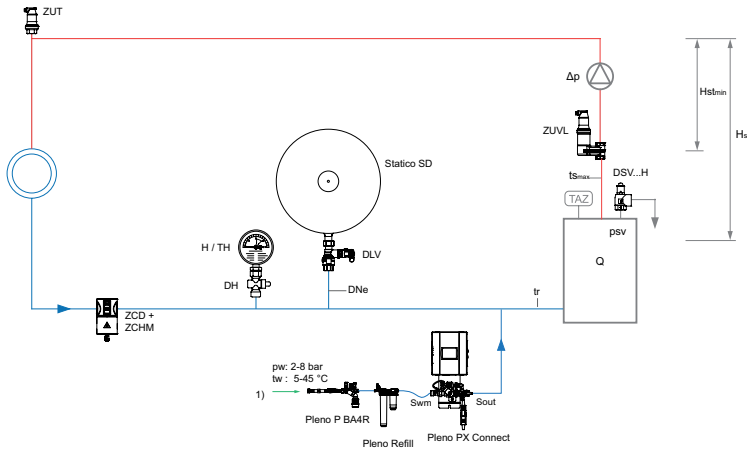 ZUT
Δp
Hstmin
Hs
ZUVL
Statico SD
tsmax
DSV...H
TAZ
psv
H / TH
DLV
Q
DH
DNe
tr
ZCD +
ZCHM
pw: 2-8 bar
tw : 5-45 °C
1)
Swm
Sout
Pleno P BA4R
Pleno Refill
Pleno PX Connect